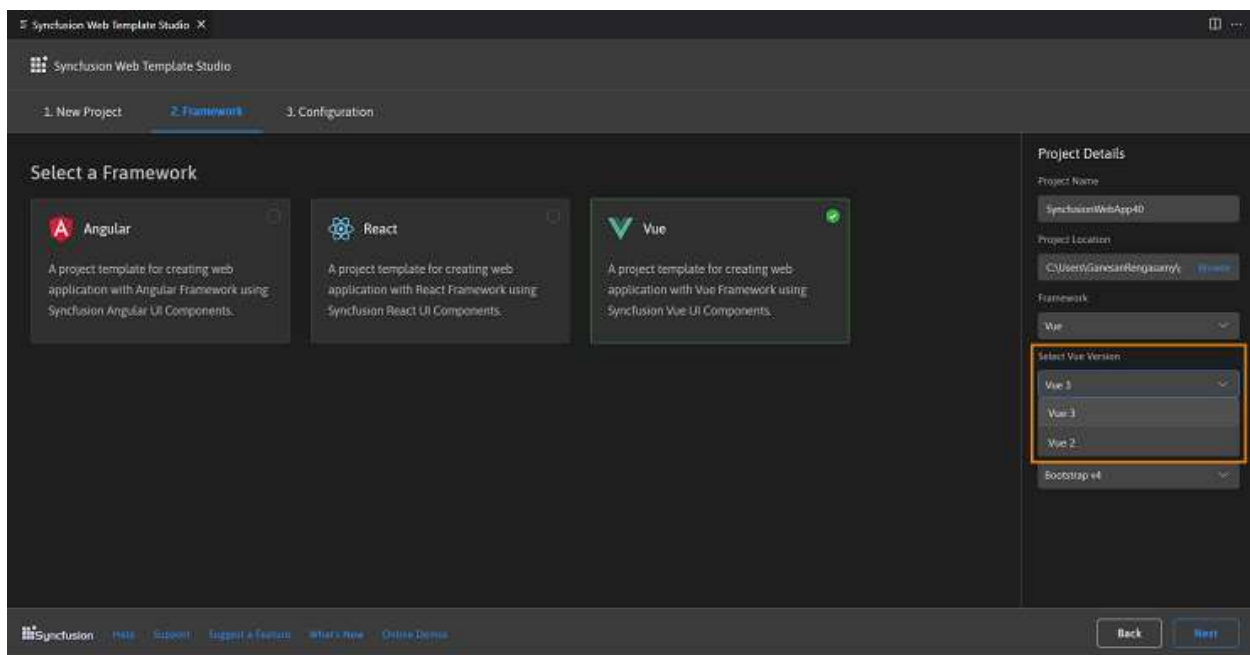 Syncfusion Web Template Studio
Syncfusion Web Template Studio
1. New Project
2. Framework
3. Configuration
Select a Framework
Angular
A project template for creating web
application with Angular Framework using
Syncfusion Angular UI Components.
React
A project template for creating web
application with React Framework using
Syncfusion React UI Components.
Vue
A project template for creating web
application with Vue Framework using
Syncfusion Vue UI Components.
Project Details
Project Name
SyncfusionWebApp40
Project Location
C:\Users\GanesanRengasamy\
Browse
Framework
Vue
Select Vue Version
Vue 3
Vue 3
Vue 2
Bootstrap v4
Syncfusion
Help
Support
Suggest a Feature
What's New
Online Demos
Back
Next